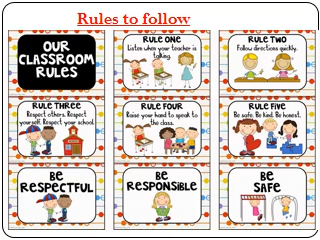 Rules to follow
OUR
CLASSROOM
RULES
RULE ONE
Listen when your teacher is
talking.
RULE TWO
Follow directions quickly.
RULE THREE
Respect others. Respect
yourself. Respect your school.
RULE FOUR
Raise your hand to speak to
the class.
RULE FIVE
Be safe. Be kind. Be honest.
BE
RESPECTFUL
BE
RESPONSIBLE
BE
SAFE